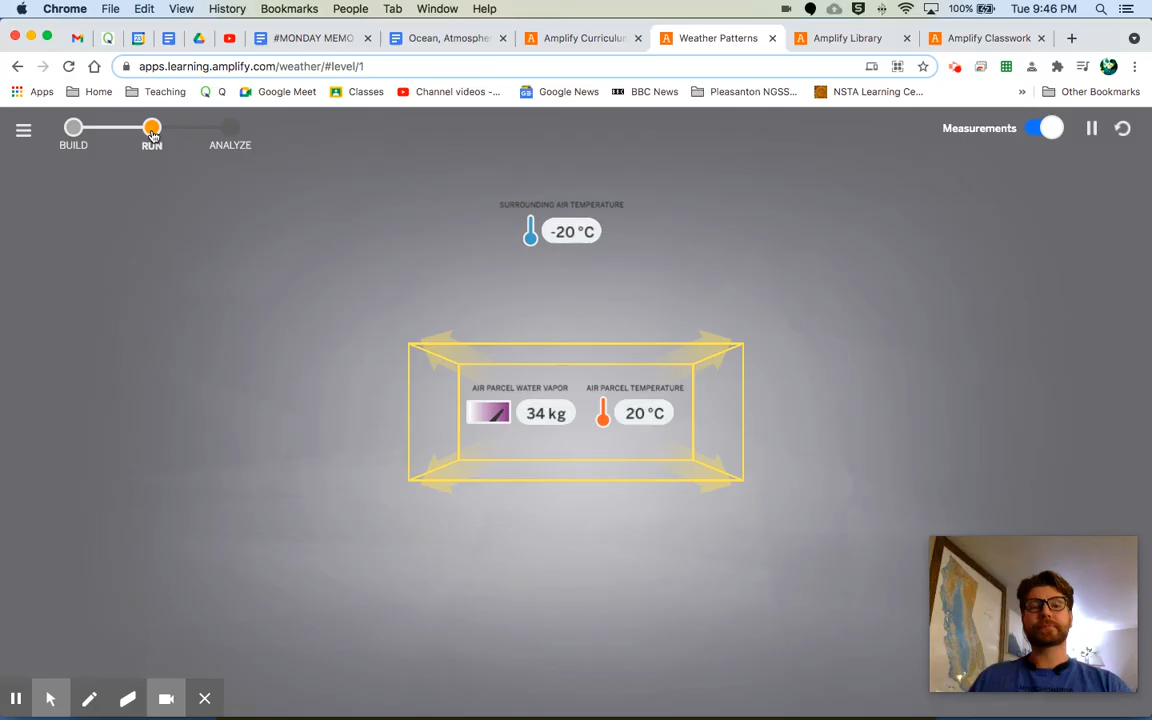 Chrome File Edit View History Bookmarks People Tab Window Help 100% Tue 9:46 PM
#MONDAY MEMO Ocean, Atmosphe Amplify Curriculum Weather Patterns Amplify Library Amplify Classwork
apps.learning.amplify.com/weather/#level/1
Apps Home Teaching Q Google Meet Classes Channel videos -... Google News BBC News Pleasanton NGSS... NSTA Learning Ce... » Other Bookmarks
BUILD RUN ANALYZE Measurements
SURROUNDING AIR TEMPERATURE
-20 °C
AIR PARCEL WATER VAPOR AIR PARCEL TEMPERATURE
34 kg 20 °C